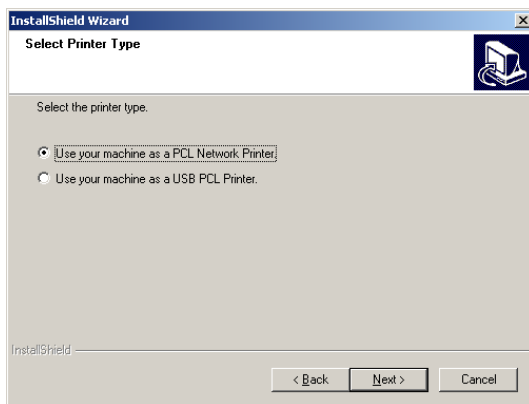 InstallShield Wizard
Select Printer Type
Select the printer type.
Use your machine as a PCL Network Printer.
Use your machine as a USB PCL Printer.
InstallShield
< Back
Next >
Cancel